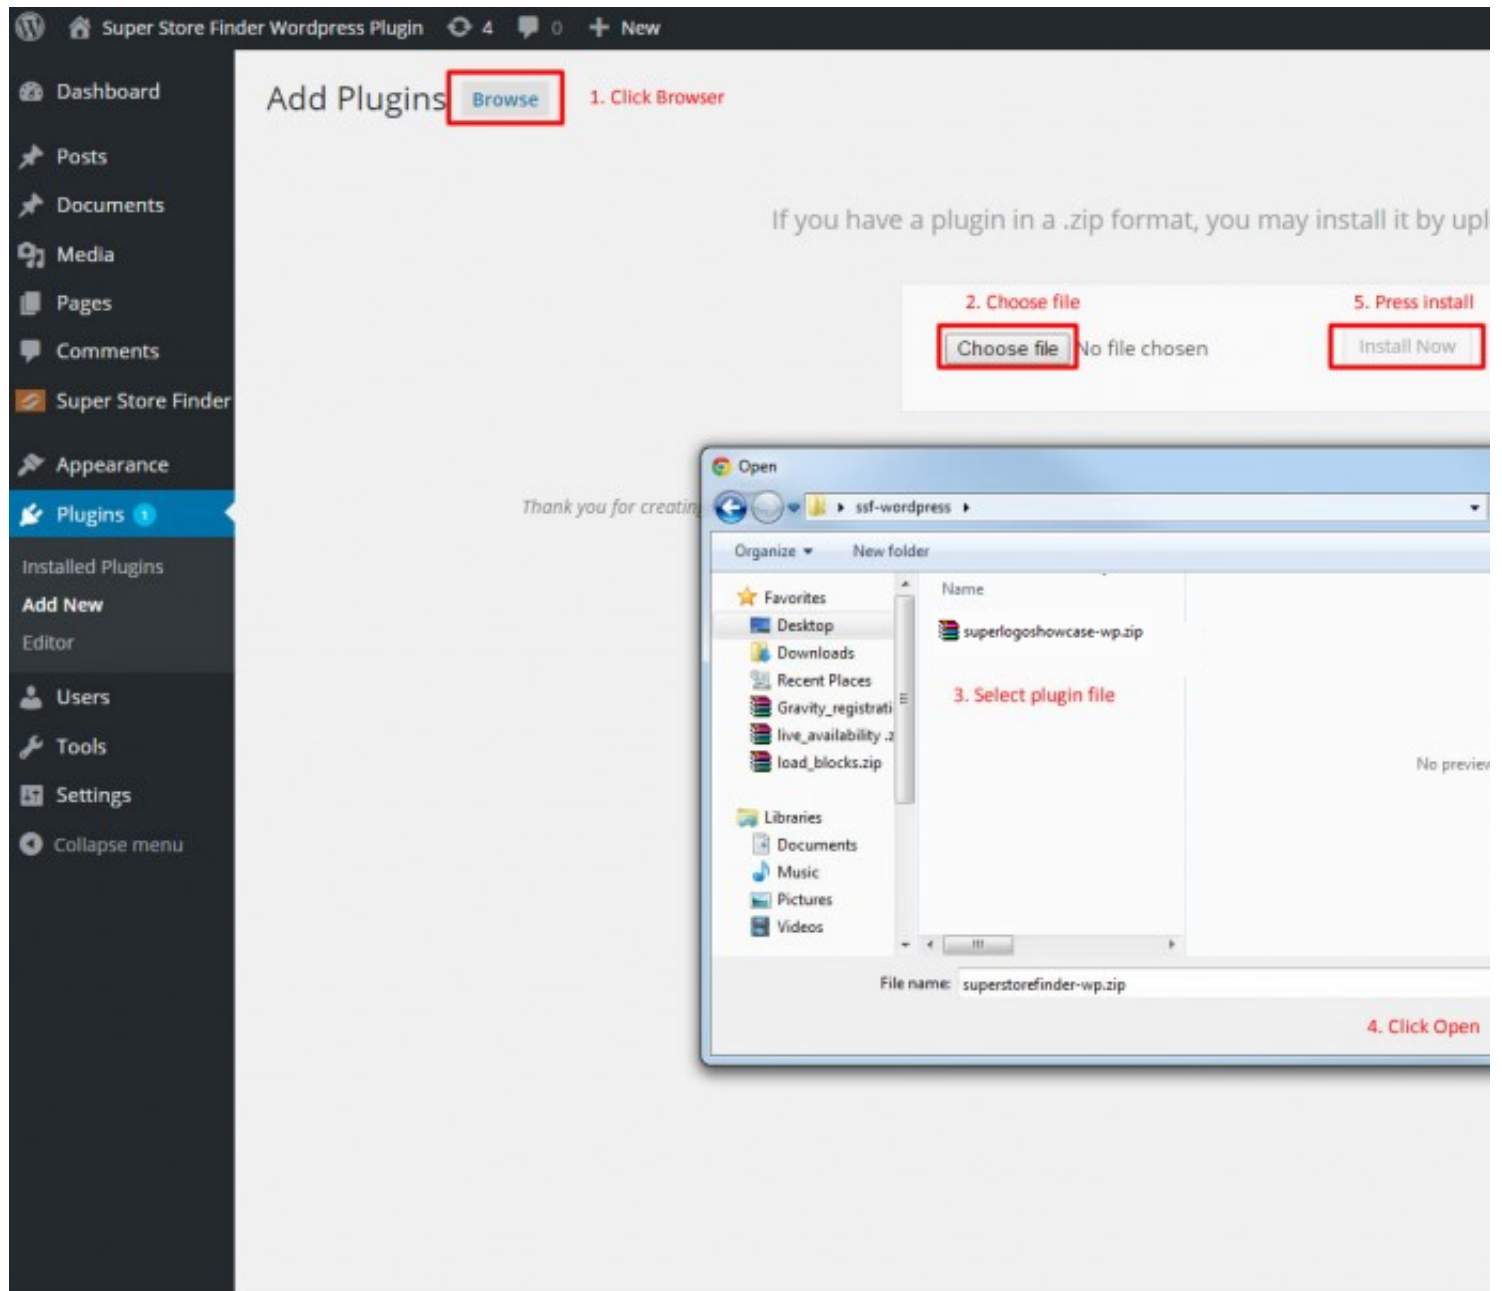 Super Store Finder Wordpress Plugin 4 0 + New
Dashboard
Posts
Documents
Media
Pages
Comments
Super Store Finder
Appearance
Plugins 1
Installed Plugins
Add New
Editor
Users
Tools
Settings
Collapse menu
Add Plugins Browse 1. Click Browser
If you have a plugin in a .zip format, you may install it by upl
2. Choose file 5. Press install
Choose file No file chosen Install Now
Thank you for creatin
Open
ssf-wordpress
Organize New folder
Favorites
Desktop
Downloads
Recent Places
Gravity_registrati
live_availability .z
load_blocks.zip
Libraries
Documents
Music
Pictures
Videos
Name
superlogoshowcase-wp.zip
3. Select plugin file
No preview
File name: superstorefinder-wp.zip
4. Click Open